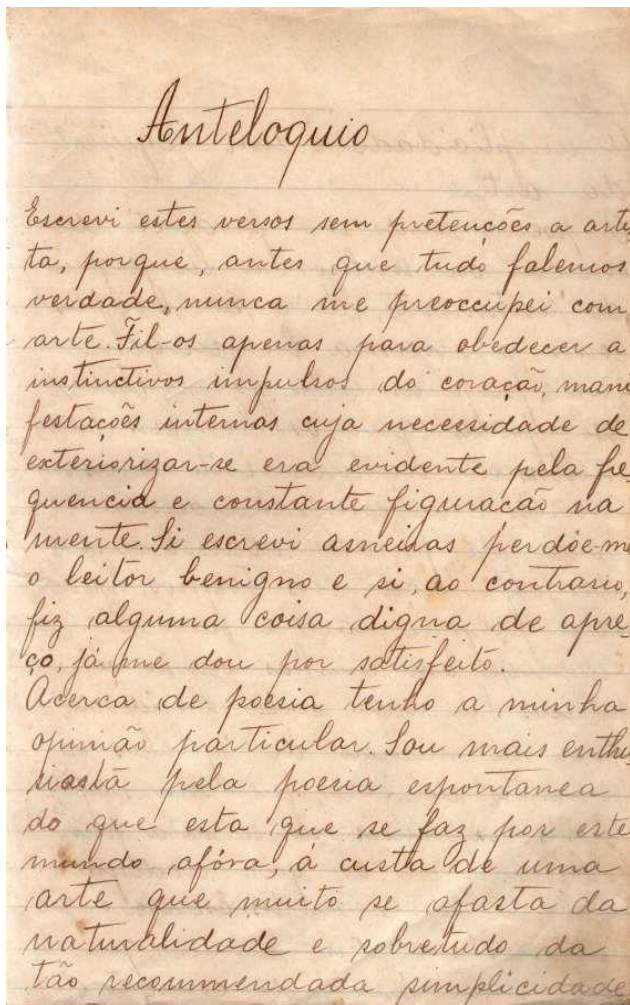 Anteloquio
Escrevi estes versos sem pretenções a artis
ta, porque, antes que tudo falemos
verdade, nunca me preoccupei com
arte. Fil-os apenas para obedecer a
instinctivos impulsos do coração, mani
festações internas cuja necessidade de
exteriorizar-se era evidente pela fre-
quencia e constante figuração na
mente. Si escrevi asneiras perdôe-me
o leitor benigno e si, ao contrario,
fiz alguma coisa digna de apre-
ço, já me dou por satisfeito.
Acerca de poesia tenho a minha
opinião particular. Sou mais enthu
siasta pela poesia espontanea
do que esta que se faz por este
mundo afóra, á custa de uma
arte que muito se afasta da
naturalidade e sobretudo da
tão recommendada simplicidade